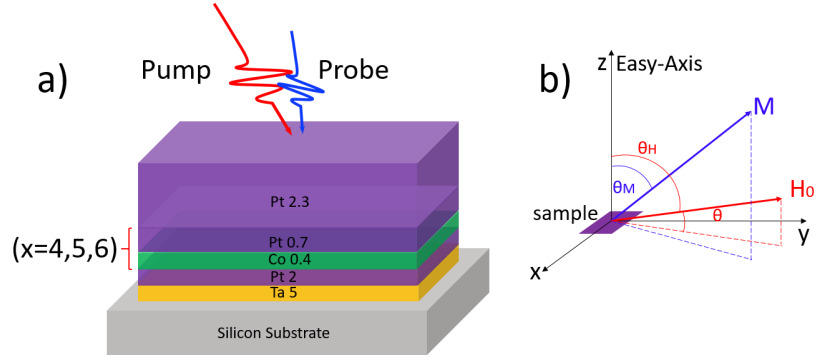 a)
Pump
Probe
Pt 2.3
(x=4,5,6)
Pt 0.7
Co 0.4
Pt 2
Ta 5
Silicon Substrate
b)
z
Easy-Axis
M
θH
θM
H0
θ
sample
y
x